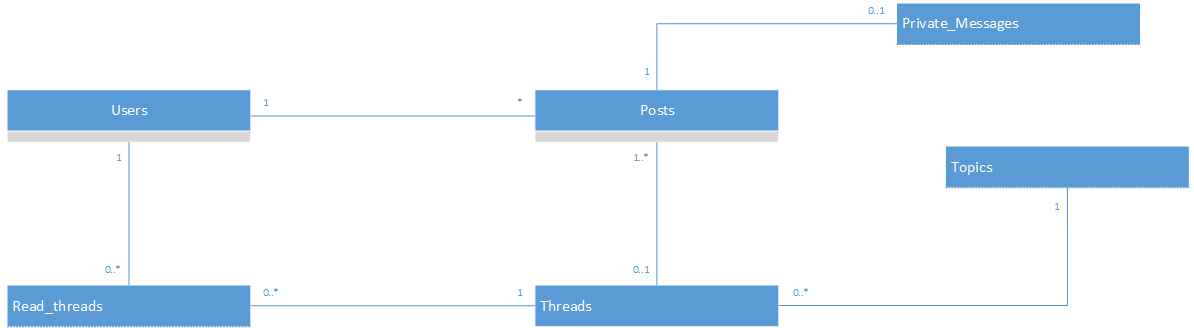 0..1
Private_Messages
1
Users
1
*
Posts
1
1..*
Topics
1
0..*
0..1
Read_threads
0..*
1
Threads
0..*